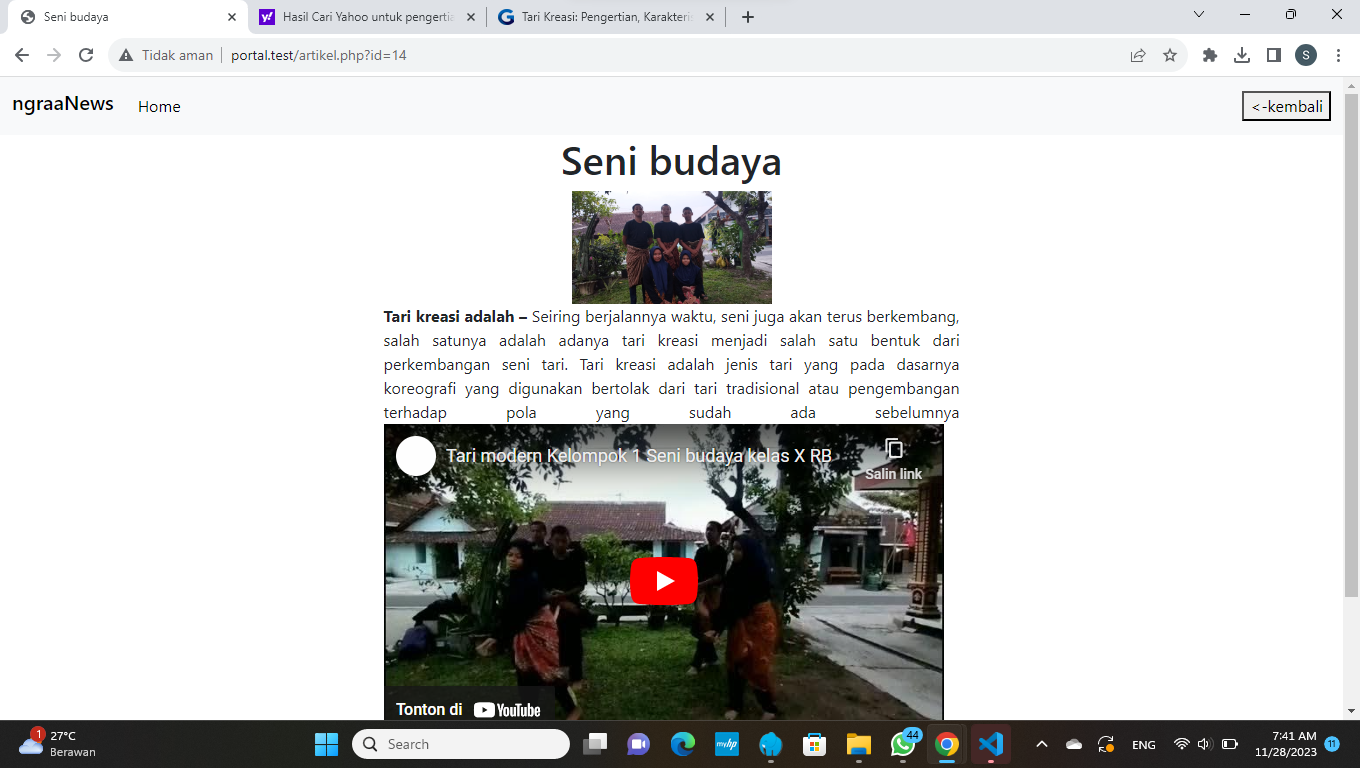 Seni budaya
Hasil Cari Yahoo untuk pengertia
Tari Kreasi: Pengertian, Karakteris
Tidak aman
portal.test/artikel.php?id=14
S
ngraaNews
Home
<-kembali
Seni budaya
Tari kreasi adalah – Seiring berjalannya waktu, seni juga akan terus berkembang,
salah satunya adalah adanya tari kreasi menjadi salah satu bentuk dari
perkembangan seni tari. Tari kreasi adalah jenis tari yang pada dasarnya
koreografi yang digunakan bertolak dari tari tradisional atau pengembangan
terhadap pola yang sudah ada sebelumnya
Tari modern Kelompok 1 Seni budaya kelas X RB
Salin link
Tonton di YouTube
1
27°C
Berawan
Search
myhp
44
ENG
7:41 AM
11/28/2023
11